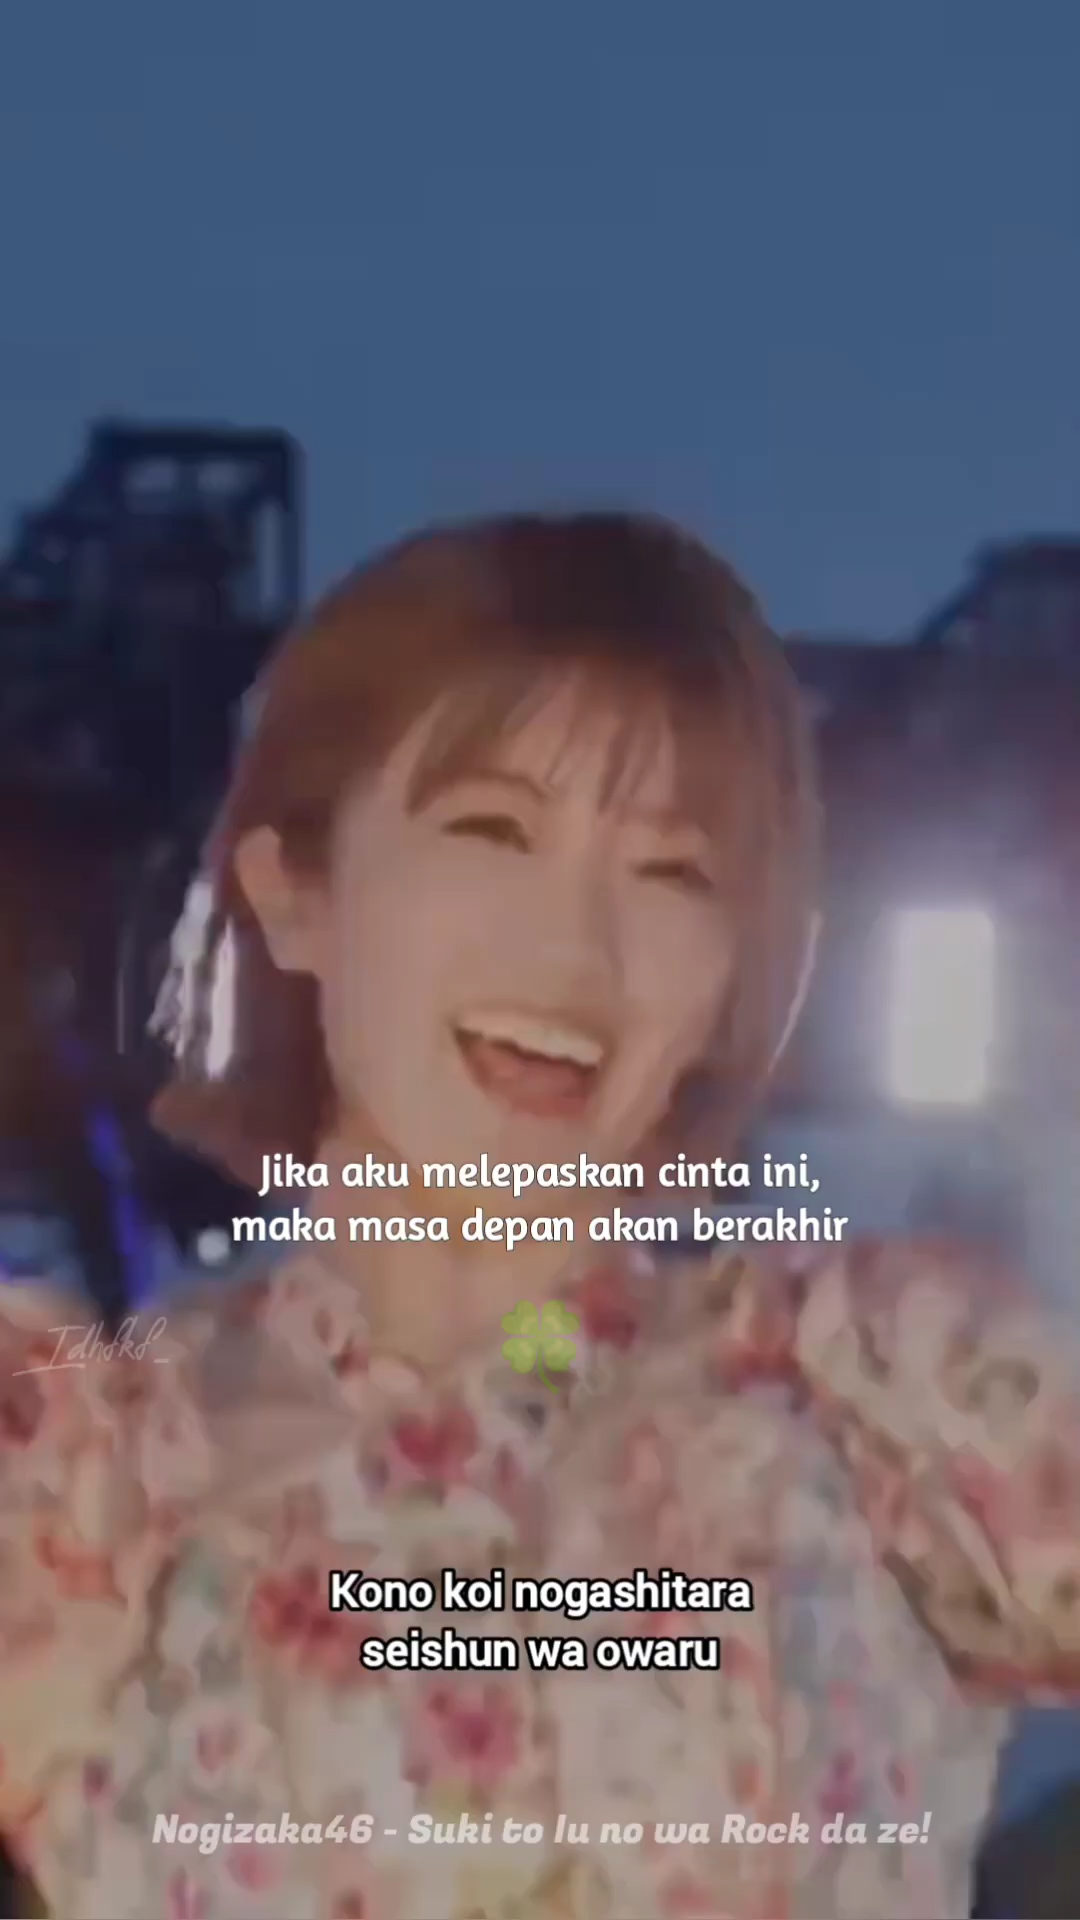 Jika aku melepaskan cinta ini,
maka masa depan akan berakhir
Idhsksf_
Kono koi nogashitara
seishun wa owaru
Nogizaka46 - Suki to Iu no wa Rock da ze!